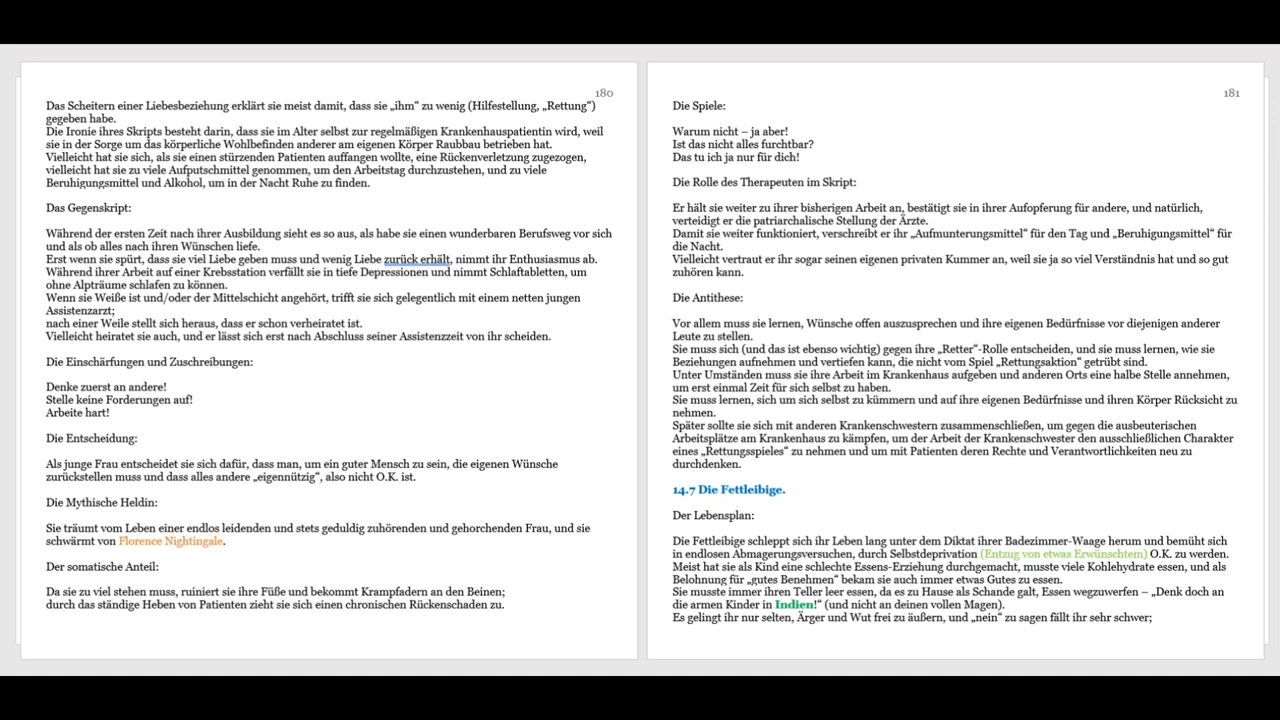 180
Das Scheitern einer Liebesbeziehung erklärt sie meist damit, dass sie „ihm“ zu wenig (Hilfestellung, „Rettung“)
gegeben habe.
Die Ironie ihres Skripts besteht darin, dass sie im Alter selbst zur regelmäßigen Krankenhauspatientin wird, weil
sie in der Sorge um das körperliche Wohlbefinden anderer am eigenen Körper Raubbau betrieben hat.
Vielleicht hat sie sich, als sie einen stürzenden Patienten auffangen wollte, eine Rückenverletzung zugezogen,
vielleicht hat sie zu viele Aufputschmittel genommen, um den Arbeitstag durchzustehen, und zu viele
Beruhigungsmittel und Alkohol, um in der Nacht Ruhe zu finden.
Das Gegenskript:
Während der ersten Zeit nach ihrer Ausbildung sieht es so aus, als habe sie einen wunderbaren Berufsweg vor sich
und als ob alles nach ihren Wünschen liefe.
Erst wenn sie spürt, dass sie viel Liebe geben muss und wenig Liebe zurück erhält, nimmt ihr Enthusiasmus ab.
Während ihrer Arbeit auf einer Krebsstation verfällt sie in tiefe Depressionen und nimmt Schlaftabletten, um
ohne Alpträume schlafen zu können.
Wenn sie Weiße ist und/oder der Mittelschicht angehört, trifft sie sich gelegentlich mit einem netten jungen
Assistenzarzt;
nach einer Weile stellt sich heraus, dass er schon verheiratet ist.
Vielleicht heiratet sie auch, und er lässt sich erst nach Abschluss seiner Assistenzzeit von ihr scheiden.
Die Einschärfungen und Zuschreibungen:
Denke zuerst an andere!
Stelle keine Forderungen auf!
Arbeite hart!
Die Entscheidung:
Als junge Frau entscheidet sie sich dafür, dass man, um ein guter Mensch zu sein, die eigenen Wünsche
zurückstellen muss und dass alles andere „eigennützig“, also nicht O.K. ist.
Die Mythische Heldin:
Sie träumt vom Leben einer endlos leidenden und stets geduldig zuhörenden und gehorchenden Frau, und sie
schwärmt von Florence Nightingale.
Der somatische Anteil:
Da sie zu viel stehen muss, ruiniert sie ihre Füße und bekommt Krampfadern an den Beinen;
durch das ständige Heben von Patienten zieht sie sich einen chronischen Rückenschaden zu.
181
Die Spiele:
Warum nicht – ja aber!
Ist das nicht alles furchtbar?
Das tu ich ja nur für dich!
Die Rolle des Therapeuten im Skript:
Er hält sie weiter zu ihrer bisherigen Arbeit an, bestätigt sie in ihrer Aufopferung für andere, und natürlich,
verteidigt er die patriarchalische Stellung der Ärzte.
Damit sie weiter funktioniert, verschreibt er ihr „Aufmunterungsmittel“ für den Tag und „Beruhigungsmittel“ für
die Nacht.
Vielleicht vertraut er ihr sogar seinen eigenen privaten Kummer an, weil sie ja so viel Verständnis hat und so gut
zuhören kann.
Die Antithese:
Vor allem muss sie lernen, Wünsche offen auszusprechen und ihre eigenen Bedürfnisse vor diejenigen anderer
Leute zu stellen.
Sie muss sich (und das ist ebenso wichtig) gegen ihre „Retter“-Rolle entscheiden, und sie muss lernen, wie sie
Beziehungen aufnehmen und vertiefen kann, die nicht vom Spiel „Rettungsaktion“ getrübt sind.
Unter Umständen muss sie ihre Arbeit im Krankenhaus aufgeben und anderen Orts eine halbe Stelle annehmen,
um erst einmal Zeit für sich selbst zu haben.
Sie muss lernen, sich um sich selbst zu kümmern und auf ihre eigenen Bedürfnisse und ihren Körper Rücksicht zu
nehmen.
Später sollte sie sich mit anderen Krankenschwestern zusammenschließen, um gegen die ausbeuterischen
Arbeitsplätze am Krankenhaus zu kämpfen, um der Arbeit der Krankenschwester den ausschließlichen Charakter
eines „Rettungsspieles“ zu nehmen und um mit Patienten deren Rechte und Verantwortlichkeiten neu zu
durchdenken.
14.7 Die Fettleibige.
Der Lebensplan:
Die Fettleibige schleppt sich ihr Leben lang unter dem Diktat ihrer Badezimmer-Waage herum und bemüht sich
in endlosen Abmagerungsversuchen, durch Selbstdeprivation (Entzug von etwas Erwünschtem) O.K. zu werden.
Meist hat sie als Kind eine schlechte Essens-Erziehung durchgemacht, musste viele Kohlehydrate essen, und als
Belohnung für „gutes Benehmen“ bekam sie auch immer etwas Gutes zu essen.
Sie musste immer ihren Teller leer essen, da es zu Hause als Schande galt, Essen wegzuwerfen – „Denk doch an
die armen Kinder in Indien!“ (und nicht an deinen vollen Magen).
Es gelingt ihr nur selten, Ärger und Wut frei zu äußern, und „nein“ zu sagen fällt ihr sehr schwer;